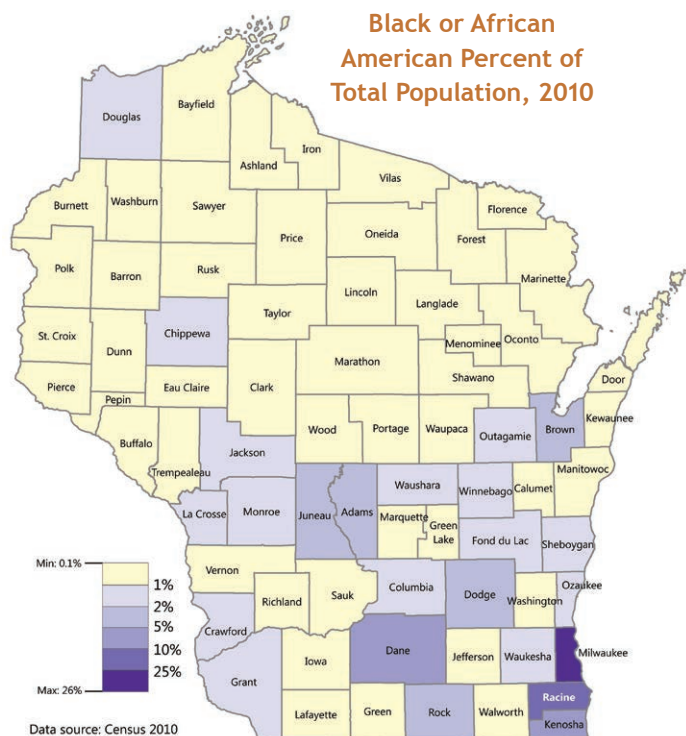 Black or African
American Percent of
Total Population, 2010
Douglas
Bayfield
Ashland
Iron
Vilas
Burnett
Washburn
Sawyer
Price
Oneida
Florence
Forest
Marinette
Polk
Barron
Rusk
Lincoln
Langlade
Taylor
Chippewa
St. Croix
Dunn
Menominee
Oconto
Marathon
Shawano
Pierce
Pepin
Eau Claire
Clark
Door
Buffalo
Trempealeau
Jackson
Wood
Portage
Waupaca
Outagamie
Brown
Kewaunee
Manitowoc
La Crosse
Monroe
Juneau
Adams
Waushara
Winnebago
Calumet
Marquette
Green
Lake
Fond du Lac
Sheboygan
Vernon
Richland
Sauk
Columbia
Dodge
Washington
Ozaukee
Crawford
Grant
Iowa
Dane
Jefferson
Waukesha
Milwaukee
Lafayette
Green
Rock
Walworth
Racine
Kenosha
Min: 0.1%
1%
2%
5%
10%
25%
Max: 26%
Data source: Census 2010